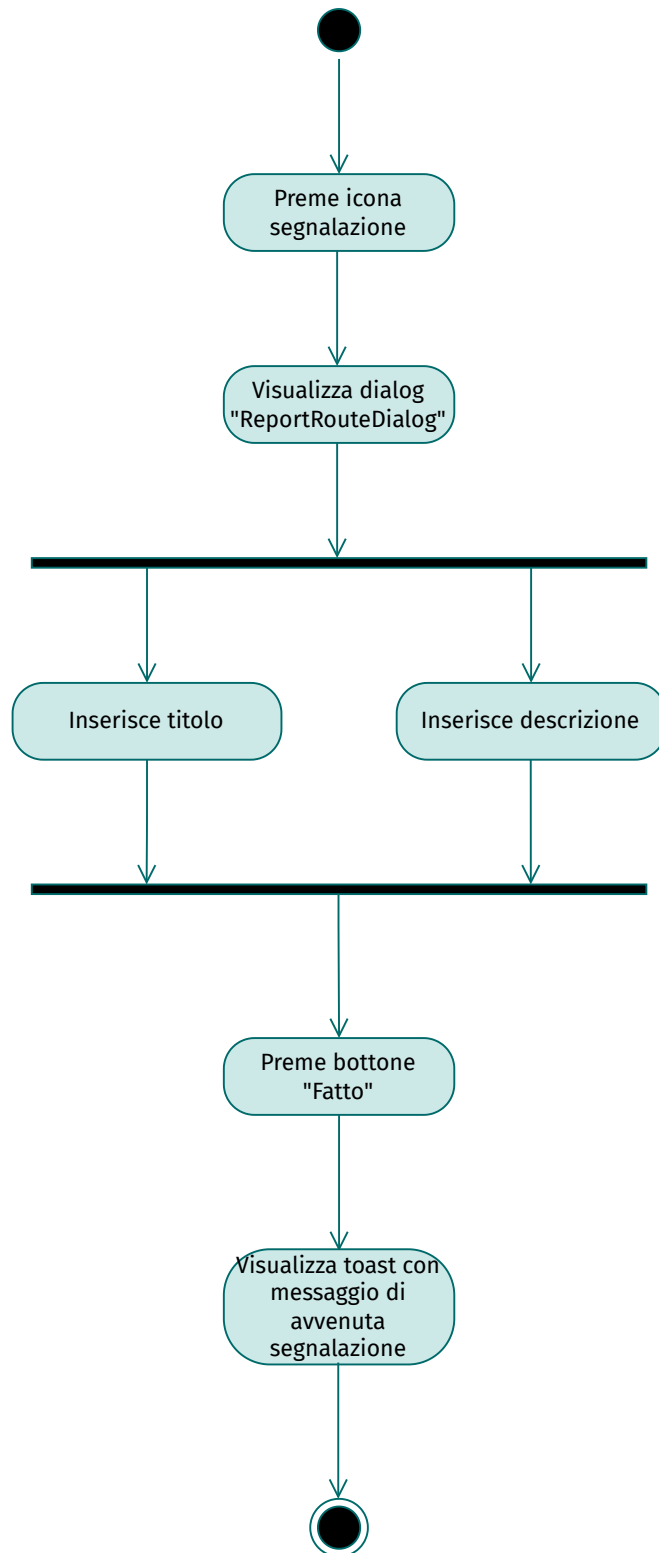 Preme icona
segnalazione
Visualizza dialog
"ReportRouteDialog"
Inserisce titolo
Inserisce descrizione
Preme bottone
"Fatto"
Visualizza toast con
messaggio di
avvenuta
segnalazione